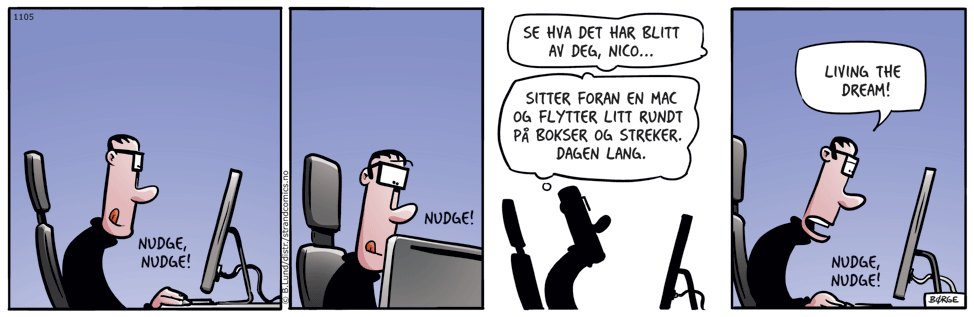 1105
NUDGE,
NUDGE!
© B.Lund/distr./strandcomics.no
NUDGE!
SE HVA DET HAR BLITT
AV DEG, NICO...
SITTER FORAN EN MAC
OG FLYTTER LITT RUNDT
PÅ BOKSER OG STREKER.
DAGEN LANG.
LIVING THE
DREAM!
NUDGE,
NUDGE!
BØRGE